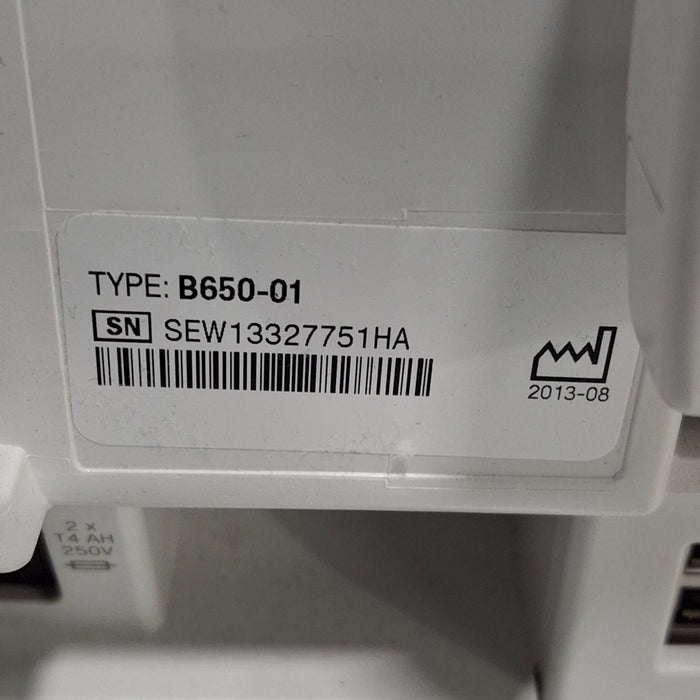 TYPE: B650-01
SN SEW13327751HA
2013-08
2 x
T4 AH
250V